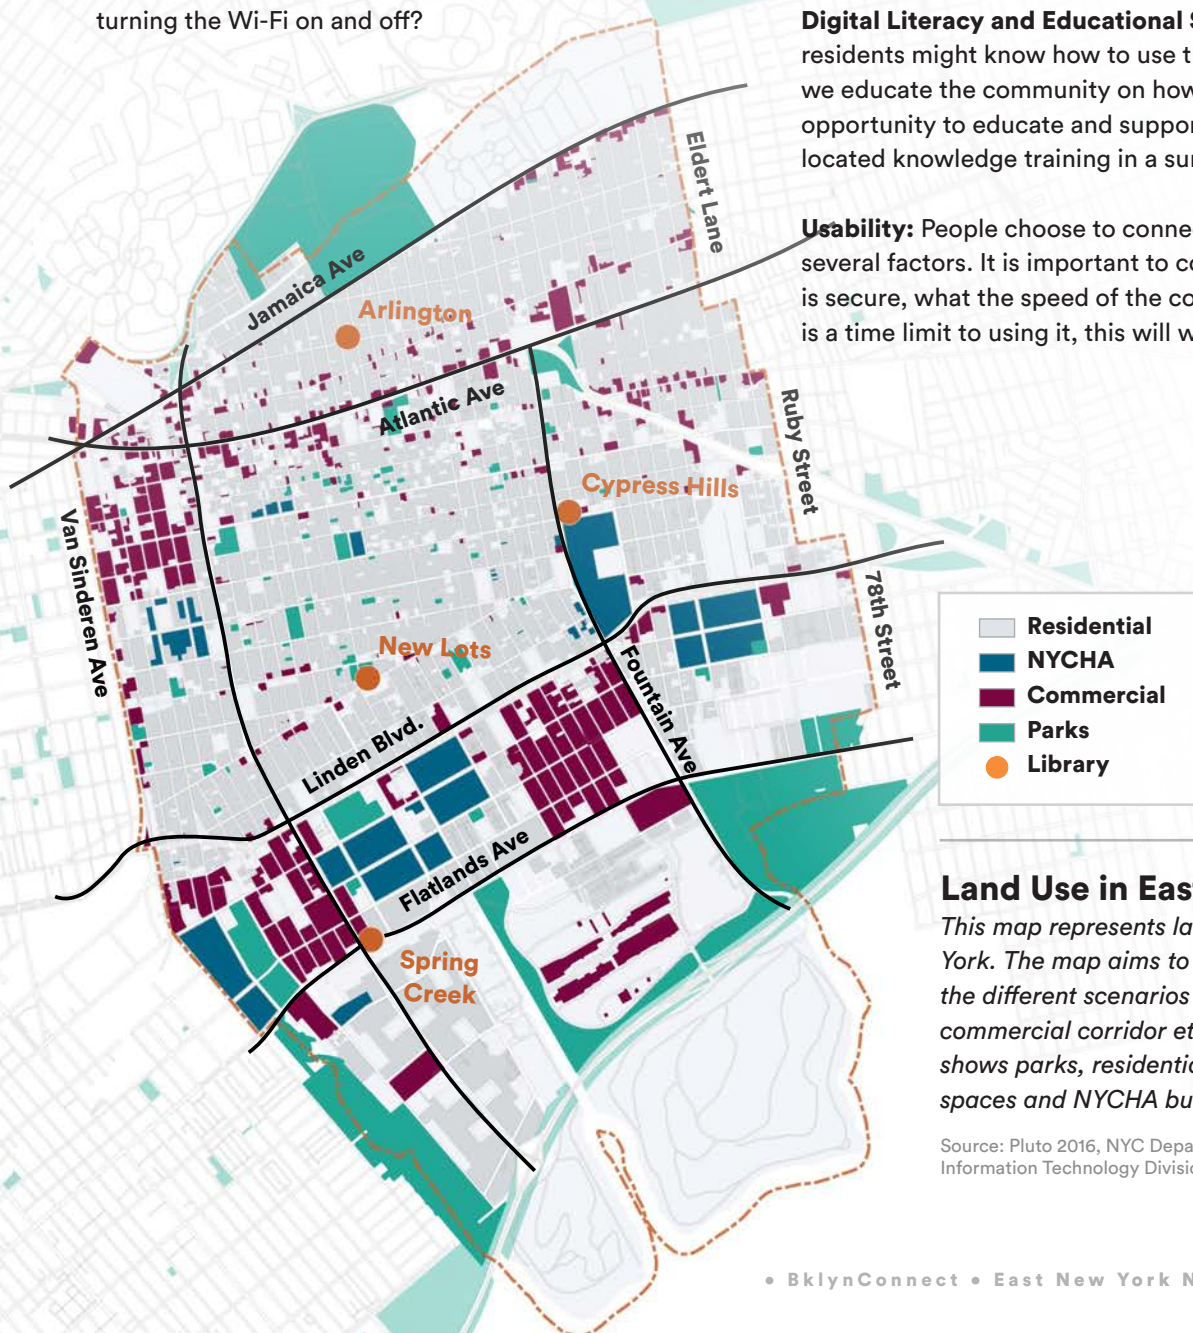 turning the Wi-Fi on and off?
Digital Literacy and Educational S
residents might know how to use t
we educate the community on how
opportunity to educate and suppor
located knowledge training in a sur
Usability: People choose to connec
several factors. It is important to co
is secure, what the speed of the co
is a time limit to using it, this will w
Eldert Lane
Jamaica Ave
Arlington
Atlantic Ave
Ruby Street
Cypress Hills
Van Sinderen Ave
78th Street
New Lots
Fountain Ave
Linden Blvd.
Flatlands Ave
Spring
Creek
Residential
NYCHA
Commercial
Parks
Library
Land Use in East
This map represents la
York. The map aims to
the different scenarios
commercial corridor et
shows parks, residentia
spaces and NYCHA bu
Source: Pluto 2016, NYC Depa
Information Technology Divisio
• BklynConnect • East New York N